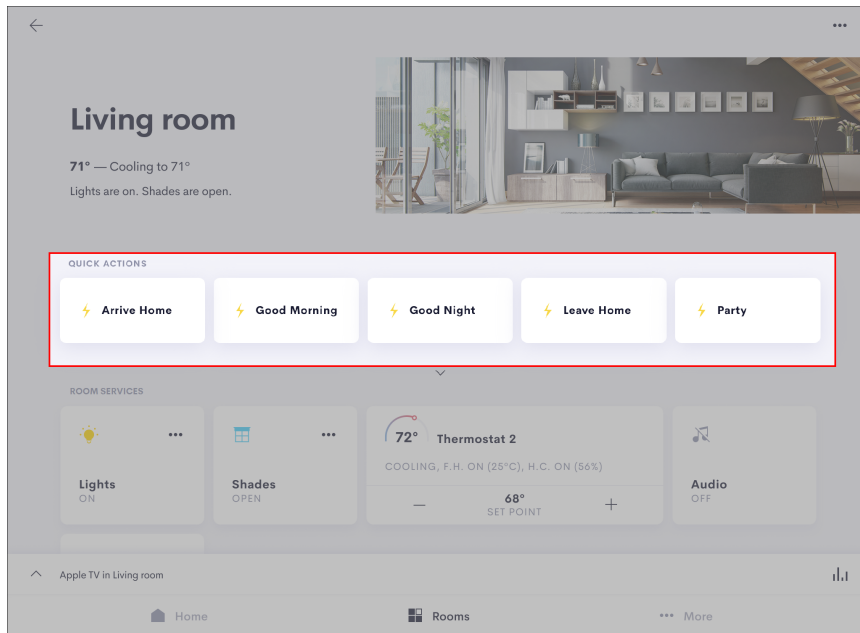 Living room
71° — Cooling to 71°
Lights are on. Shades are open.
QUICK ACTIONS
Arrive Home
Good Morning
Good Night
Leave Home
Party
ROOM SERVICES
Lights
ON
Shades
OPEN
72°
Thermostat 2
COOLING, F.H. ON (25°C), H.C. ON (56%)
68°
SET POINT
Audio
OFF
Apple TV in Living room
Home
Rooms
More